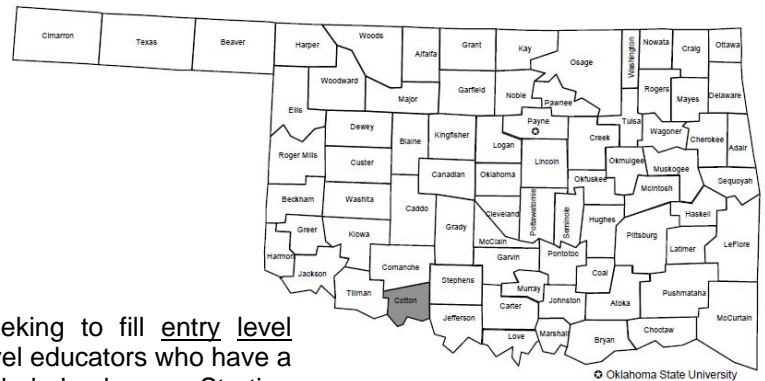 Cimarron
Texas
Beaver
Harper
Woods
Alfalfa
Grant
Kay
Osage
Washington
Nowata
Craig
Ottawa
Woodward
Major
Garfield
Noble
Pawnee
Rogers
Mayes
Delaware
Ellis
Dewey
Blaine
Kingfisher
Logan
Payne
Creek
Tulsa
Wagoner
Cherokee
Adair
Roger Mills
Custer
Canadian
Oklahoma
Lincoln
Okfuskee
Okmulgee
Muskogee
McIntosh
Sequoyah
Beckham
Washita
Caddo
Grady
Cleveland
Pottawatomie
Seminole
Hughes
Pittsburg
Haskell
Latimer
LeFlore
Greer
Kiowa
McClain
Garvin
Pontotoc
Coal
Harmon
Jackson
Comanche
Stephens
Murray
Johnston
Atoka
Pushmataha
McCurtain
Tillman
Cotton
Jefferson
Carter
Love
Marshall
Bryan
Choctaw
Oklahoma State University
eking to fill entry level
vel educators who have a